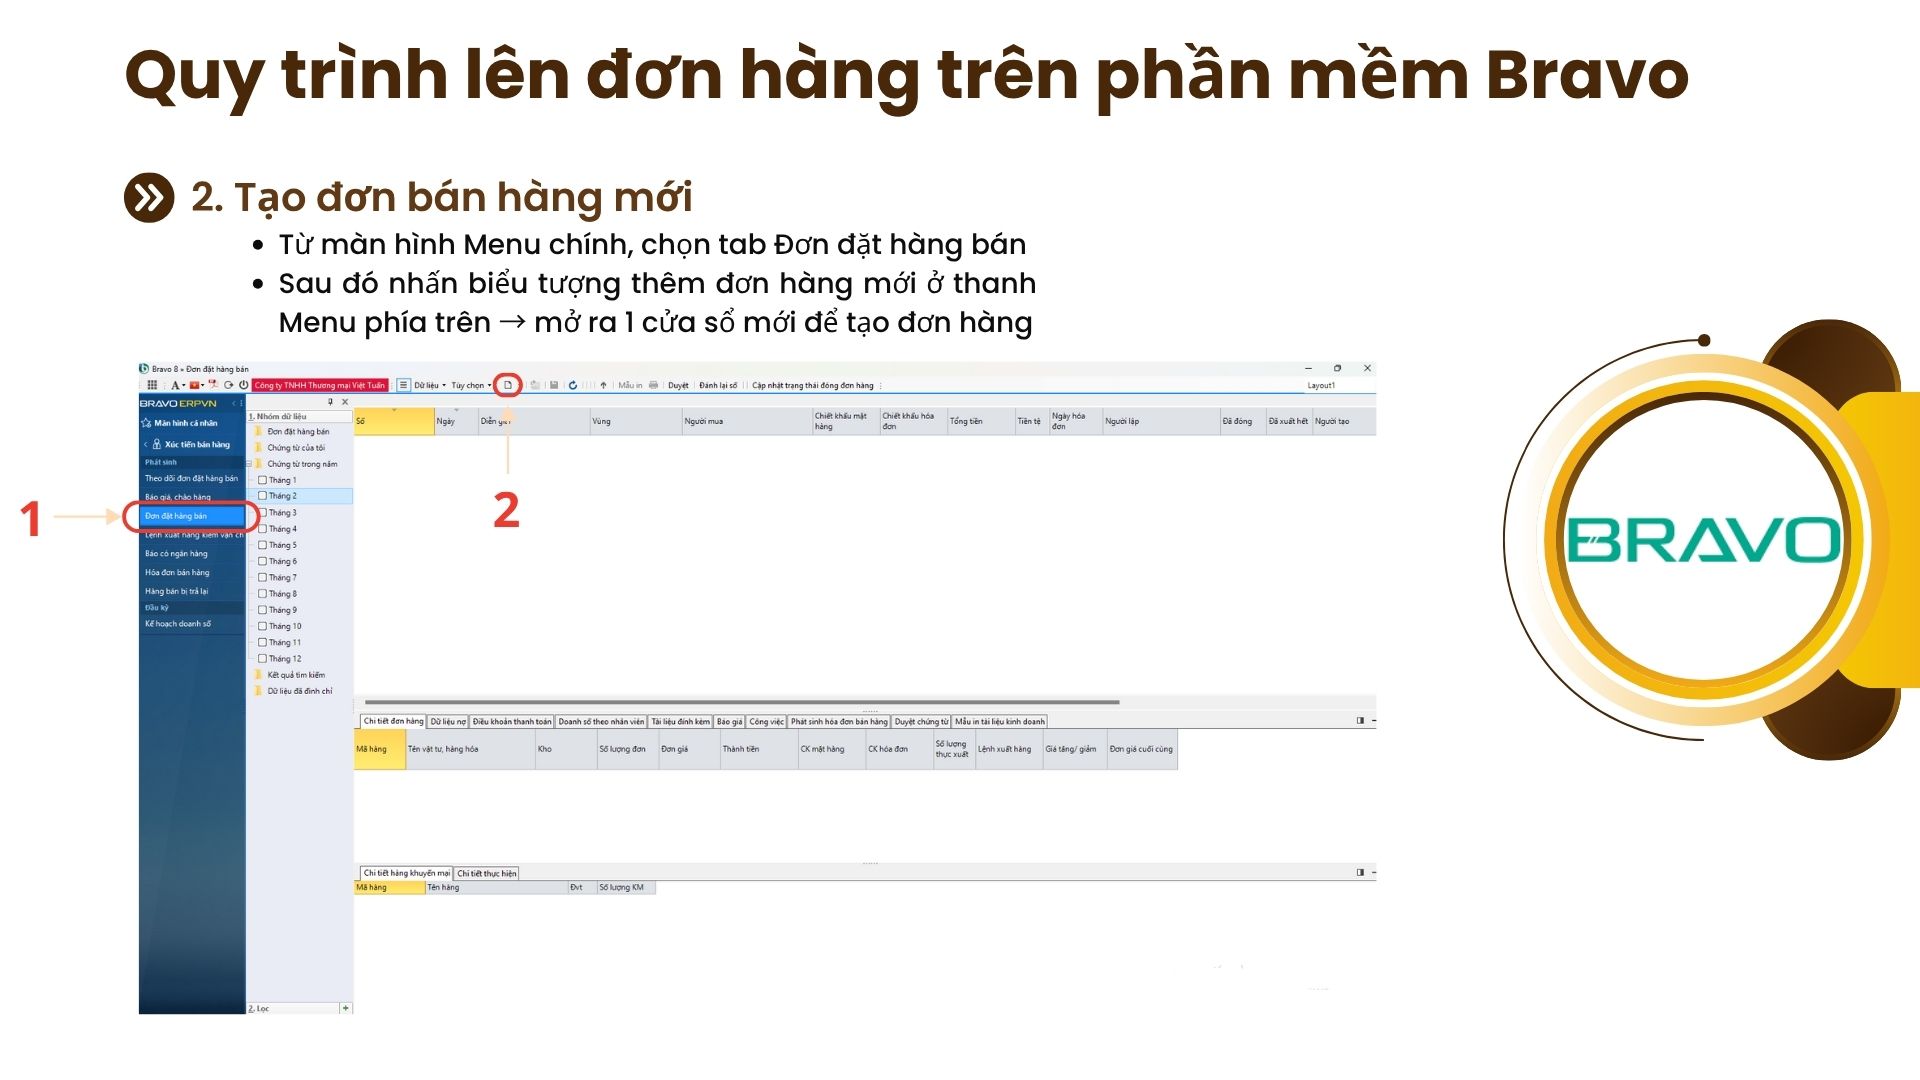 Quy trình lên đơn hàng trên phần mềm Bravo
2. Tạo đơn bán hàng mới
• Từ màn hình Menu chính, chọn tab Đơn đặt hàng bán
• Sau đó nhấn biểu tượng thêm đơn hàng mới ở thanh
Menu phía trên → mở ra 1 cửa sổ mới để tạo đơn hàng
Bravo 8 » Đơn đặt hàng bán
Công ty TNHH Thương mại Việt Tuấn Dữ liệu Tùy chọn Mẫu in Duyệt Đánh lại số Cập nhật trạng thái đóng đơn hàng Layout1
BRAVO ERPVN
Màn hình cá nhân
Xúc tiến bán hàng
Phát sinh
Theo dõi đơn đặt hàng bán
Báo giá, chào hàng
Đơn đặt hàng bán
Lệnh xuất hàng kiêm vận ch
Báo có ngân hàng
Hóa đơn bán hàng
Hàng bán bị trả lại
Đầu kỳ
Kế hoạch doanh số
1. Nhóm dữ liệu
Đơn đặt hàng bán
Chứng từ của tôi
Chứng từ trong năm
Tháng 1
Tháng 2
Tháng 3
Tháng 4
Tháng 5
Tháng 6
Tháng 7
Tháng 8
Tháng 9
Tháng 10
Tháng 11
Tháng 12
Kết quả tìm kiếm
Dữ liệu đã đình chỉ
2. Lọc
Số Ngày Diễn giải Vùng Người mua Chiết khấu mặt hàng Chiết khấu hóa đơn Tổng tiền Tiền tệ Ngày hóa đơn Người lập Đã đóng Đã xuất hết Người tạo
1
2
Chi tiết đơn hàng Dữ liệu nợ Điều khoản thanh toán Doanh số theo nhân viên Tài liệu đính kèm Báo giá Công việc Phát sinh hóa đơn bán hàng Duyệt chứng từ Mẫu in tài liệu kinh doanh
Mã hàng Tên vật tư, hàng hóa Kho Số lượng đơn Đơn giá Thành tiền CK mặt hàng CK hóa đơn Số lượng thực xuất Lệnh xuất hàng Giá tăng/ giảm Đơn giá cuối cùng
Chi tiết hàng khuyến mại Chi tiết thực hiện
Mã hàng Tên hàng Đvt Số lượng KM
BRAVO